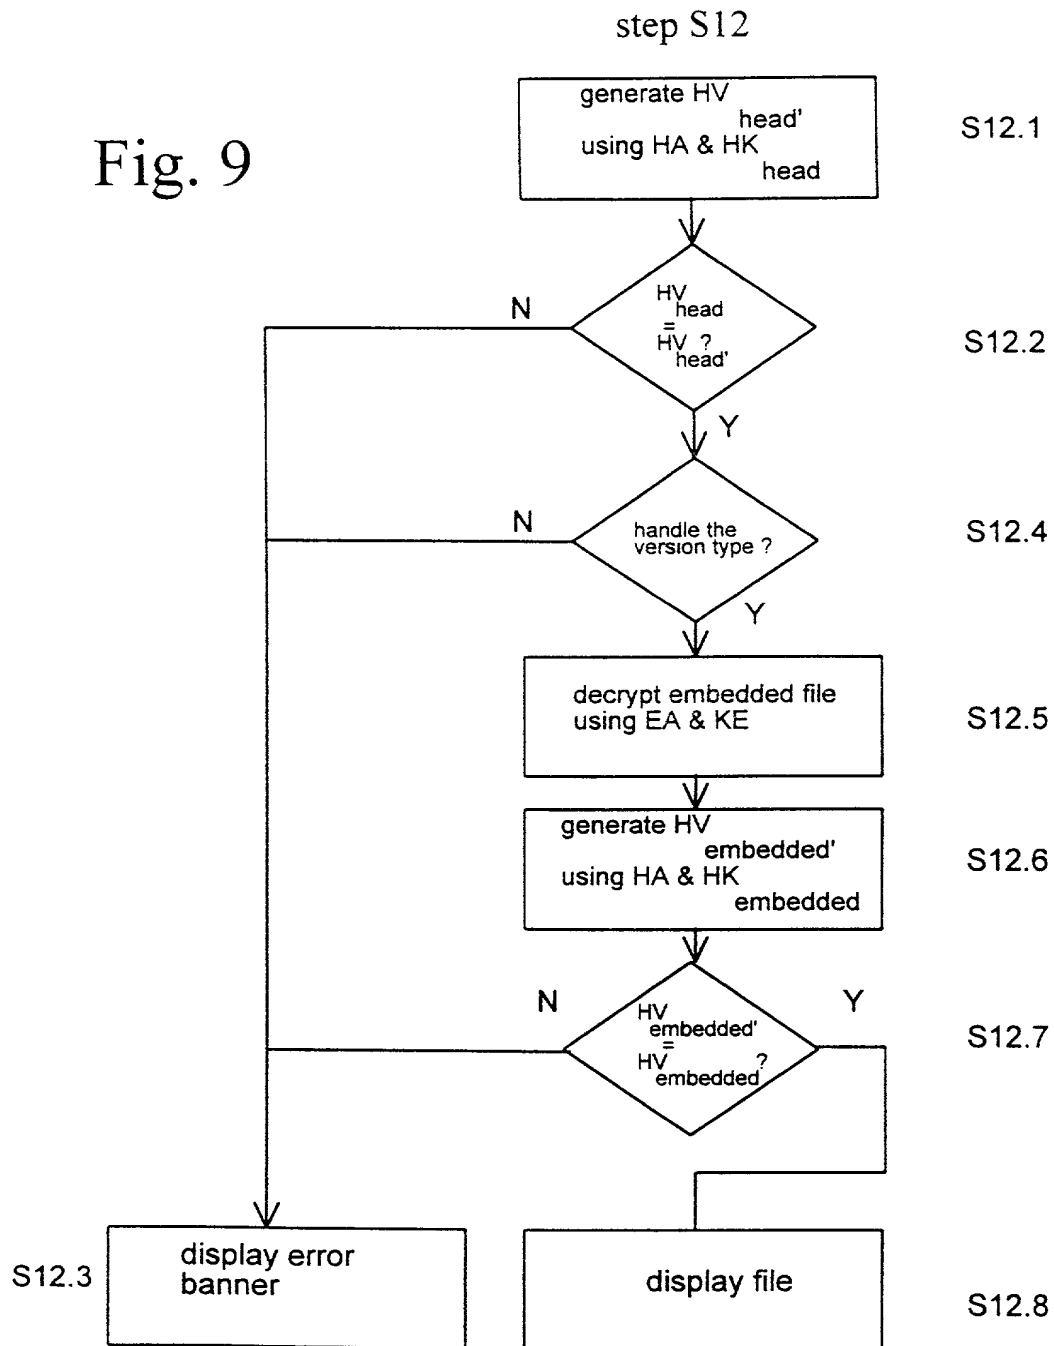 step S12
Fig. 9
generate HV
head'
using HA & HK
head
S12.1
N
HV
head
=
HV ?
head'
S12.2
Y
N
handle the
version type ?
S12.4
Y
decrypt embedded file
using EA & KE
S12.5
generate HV
embedded'
using HA & HK
embedded
S12.6
N
HV
embedded'
=
HV
embedded ?
Y
S12.7
S12.3
display error
banner
display file
S12.8